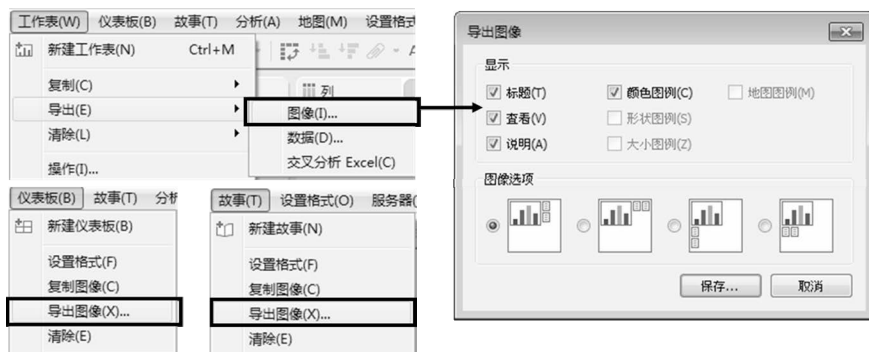 工作表(W) 仪表板(B) 故事(T) 分析(A) 地图(M) 设置格式
新建工作表(N) Ctrl+M
复制(C)
导出(E)
清除(L)
操作(I)...
列
图像(I)...
数据(D)...
交叉分析 Excel(C)
仪表板(B) 故事(T) 分析
新建仪表板(B)
设置格式(F)
复制图像(C)
导出图像(X)...
清除(E)
故事(T) 设置格式(O) 服务器(
新建故事(N)
设置格式(F)
复制图像(C)
导出图像(X)...
清除(E)
导出图像
显示
标题(T) 颜色图例(C) 地图图例(M)
查看(V) 形状图例(S)
说明(A) 大小图例(Z)
图像选项
保存... 取消